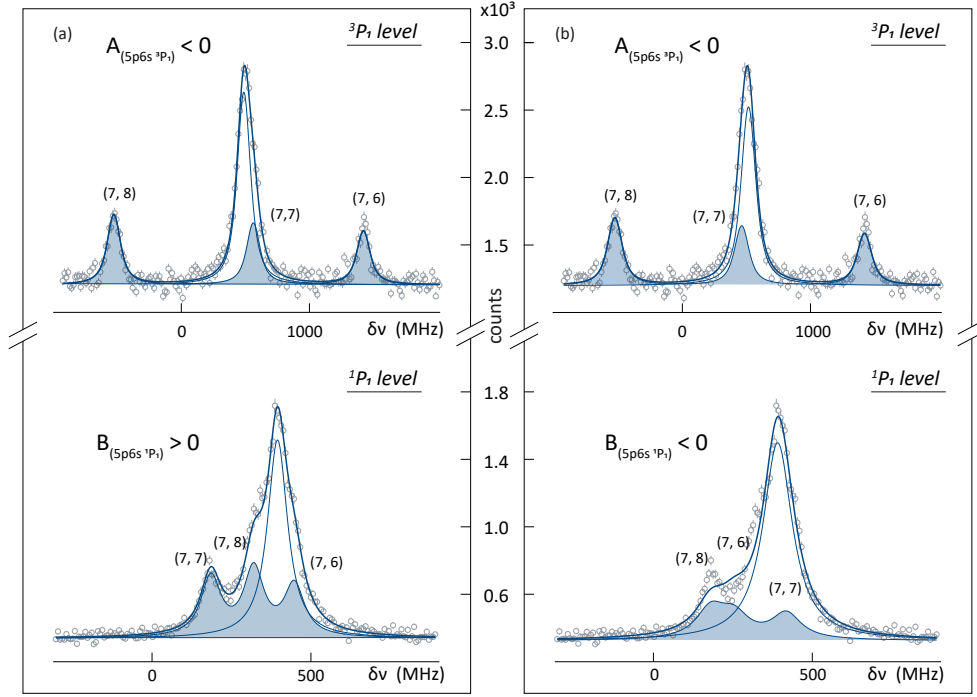 (a)
A(5p6s ³P₁) < 0
³P₁ level
(7, 8)
(7,7)
(7, 6)
0
1000
δν (MHz)
x10³
3.0
2.5
2.0
1.5
counts
1.8
1.4
1.0
0.6
(b)
A(5p6s ³P₁) < 0
³P₁ level
(7, 8)
(7, 7)
(7, 6)
0
1000
δν (MHz)
¹P₁ level
B(5p6s ¹P₁) > 0
(7, 7)
(7, 8)
(7, 6)
0
500
δν (MHz)
¹P₁ level
B(5p6s ¹P₁) < 0
(7, 8)
(7, 6)
(7, 7)
0
500
δν (MHz)